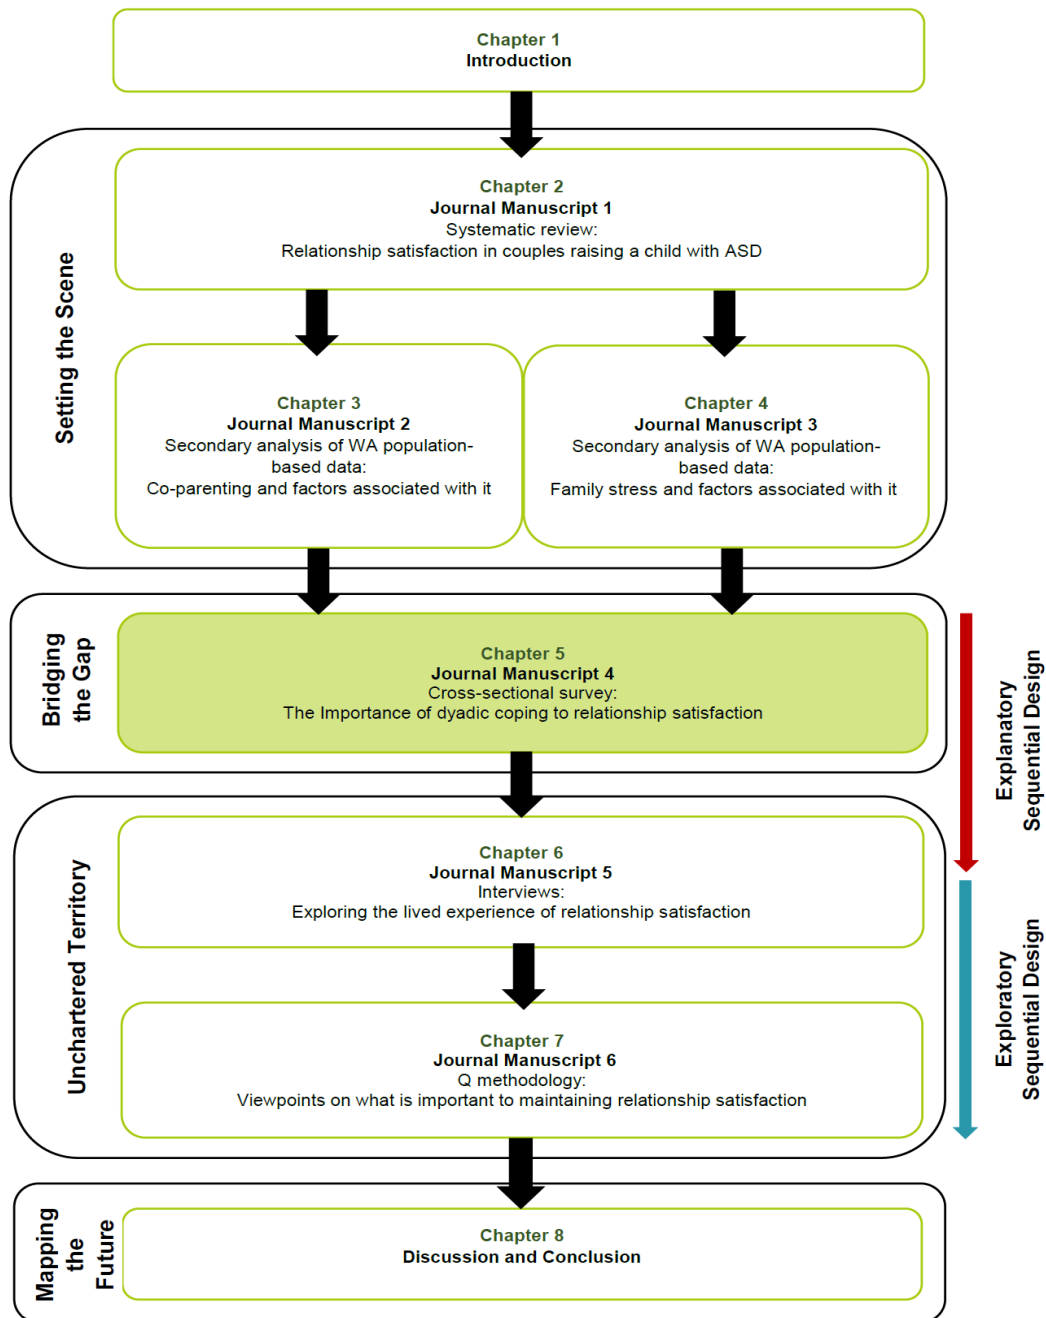 Chapter 1
Introduction
Setting the Scene
Chapter 2
Journal Manuscript 1
Systematic review:
Relationship satisfaction in couples raising a child with ASD
Chapter 3
Journal Manuscript 2
Secondary analysis of WA population-
based data:
Co-parenting and factors associated with it
Chapter 4
Journal Manuscript 3
Secondary analysis of WA population-
based data:
Family stress and factors associated with it
Bridging
the Gap
Chapter 5
Journal Manuscript 4
Cross-sectional survey:
The Importance of dyadic coping to relationship satisfaction
Explanatory
Sequential Design
Unchartered Territory
Chapter 6
Journal Manuscript 5
Interviews:
Exploring the lived experience of relationship satisfaction
Chapter 7
Journal Manuscript 6
Q methodology:
Viewpoints on what is important to maintaining relationship satisfaction
Exploratory
Sequential Design
Mapping
the
Future
Chapter 8
Discussion and Conclusion